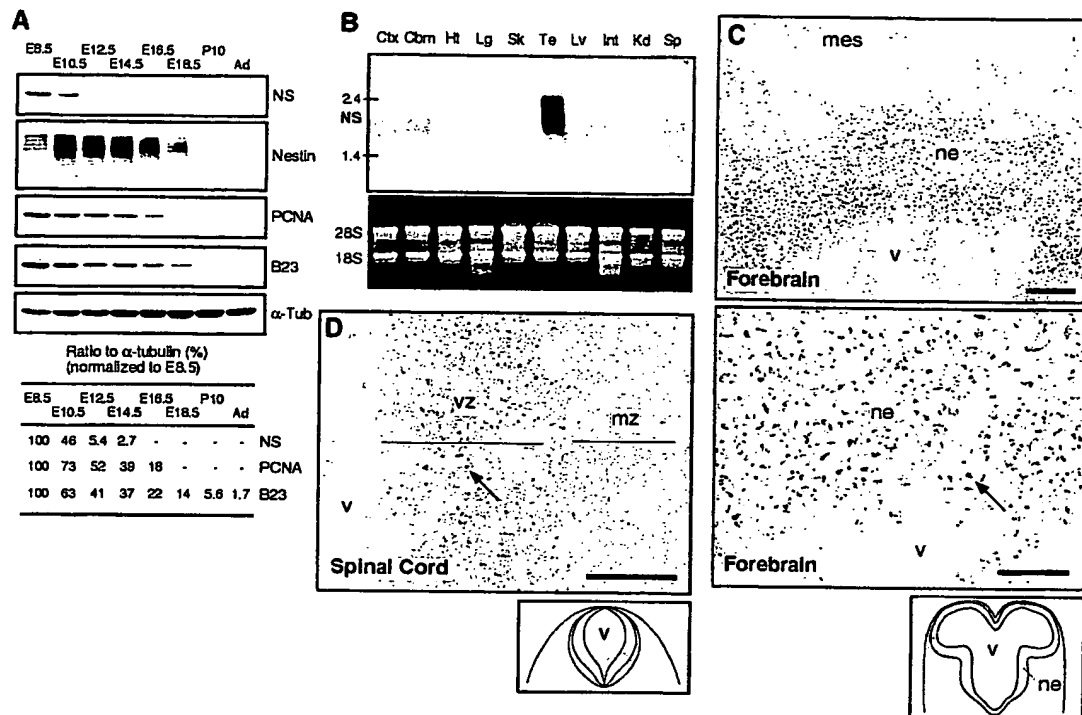 A
E8.5 E12.5 E16.5 P10
E10.5 E14.5 E18.5 Ad
NS
Nestin
PCNA
B23
α-Tub
Ratio to α-tubulin (%)
(normalized to E8.5)
E8.5 E12.5 E16.5 P10
E10.5 E14.5 E18.5 Ad
100 46 5.4 2.7 - - - - NS
100 73 52 39 18 - - - PCNA
100 63 41 37 22 14 5.6 1.7 B23
B
Ctx Cbm Ht Lg Sk Te Lv Int Kd Sp
2.4
NS
1.4
28S
18S
C
mes
ne
v
Forebrain
ne
v
Forebrain
v
ne
D
vz
mz
v
Spinal Cord
v